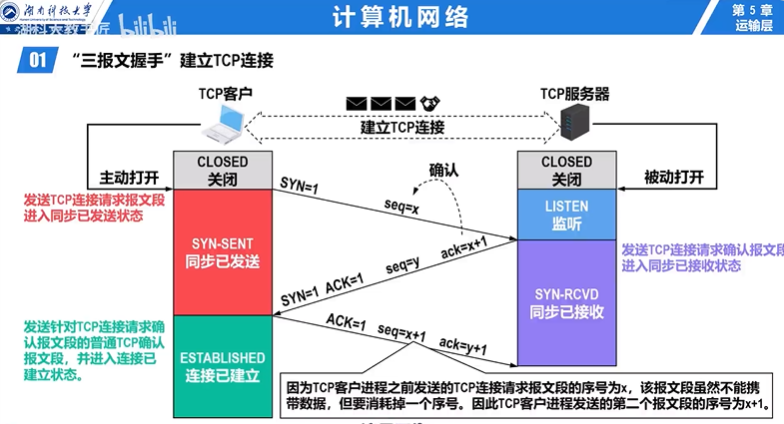 湖南科技大学
计算机网络
第 5 章
运输层
湖科大教书匠 bilibili
01 “三报文握手”建立TCP连接
TCP客户
TCP服务器
建立TCP连接
主动打开
CLOSED
关闭
确认
CLOSED
关闭
被动打开
发送TCP连接请求报文段
进入同步已发送状态
SYN=1
seq=x
LISTEN
监听
SYN-SENT
同步已发送
SYN=1 ACK=1 seq=y ack=x+1
发送TCP连接请求确认报文段
进入同步已接收状态
SYN-RCVD
同步已接收
发送针对TCP连接请求确
认报文段的普通TCP确认
报文段，并进入连接已
建立状态。
ESTABLISHED
连接已建立
ACK=1 seq=x+1 ack=y+1
因为TCP客户进程之前发送的TCP连接请求报文段的序号为x，该报文段虽然不能携
带数据，但要消耗掉一个序号。因此TCP客户进程发送的第二个报文段的序号为x+1。